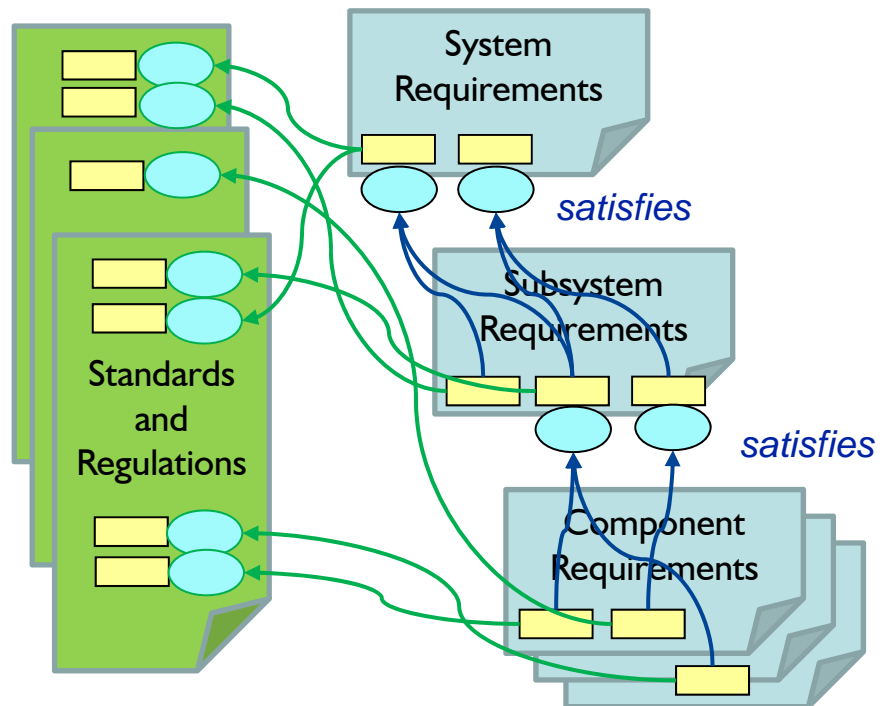 System
Requirements
satisfies
Subsystem
Requirements
Standards
and
Regulations
satisfies
Component
Requirements